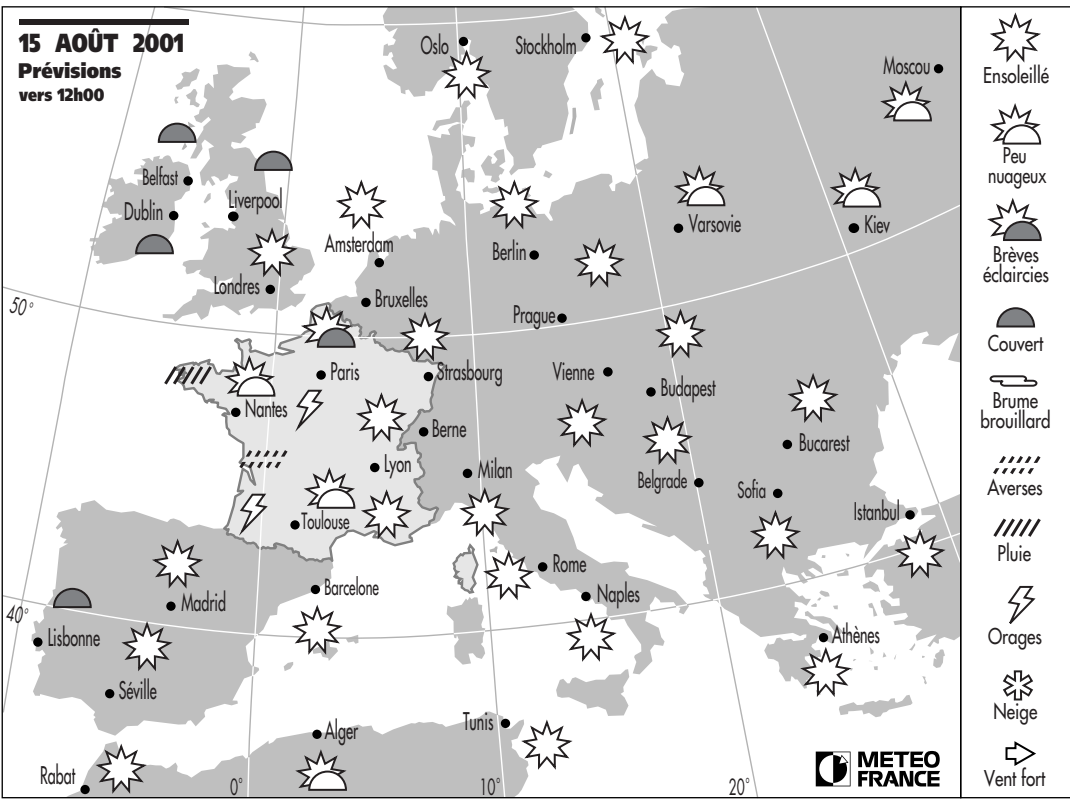 15 AOÛT 2001
Prévisions
vers 12h00
Oslo
Stockholm
Moscou
Belfast
Dublin
Liverpool
Amsterdam
Berlin
Varsovie
Kiev
Londres
50°
Bruxelles
Prague
Paris
Strasbourg
Vienne
Budapest
Nantes
Berne
Bucarest
Lyon
Milan
Belgrade
Sofia
Istanbul
Toulouse
Rome
Barcelone
Naples
Madrid
40°
Lisbonne
Athènes
Séville
Tunis
Alger
Rabat
0°
10°
20°
METEO
FRANCE
Ensoleillé
Peu
nuageux
Brèves
éclaircies
Couvert
Brume
brouillard
Averses
Pluie
Orages
Neige
Vent fort